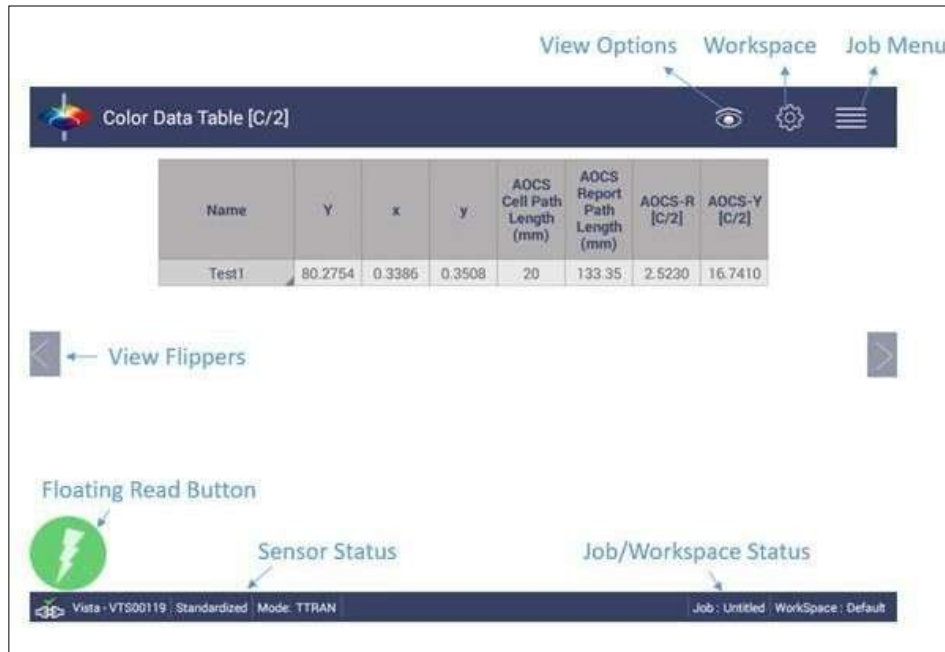 View Options Workspace Job Menu
Color Data Table [C/2]
Name Y x y AOCS Cell Path Length (mm) AOCS Report Path Length (mm) AOCS-R [C/2] AOCS-Y [C/2]
Test1 80.2754 0.3386 0.3508 20 133.35 2.5230 16.7410
View Flippers
Floating Read Button
Sensor Status Job/Workspace Status
Vista - VTS00119 Standardized Mode: TTRAN Job : Untitled WorkSpace : Default